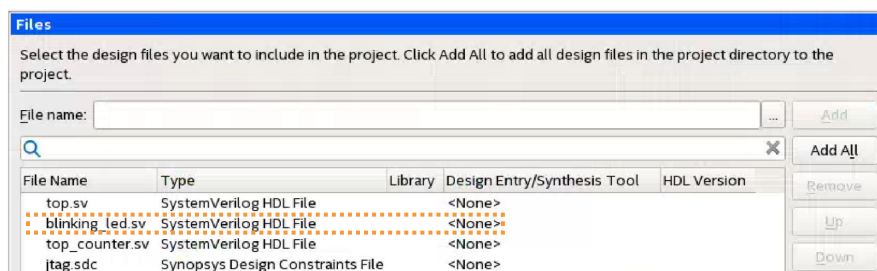 Files
Select the design files you want to include in the project. Click Add All to add all design files in the project directory to the
project.
File name: ... Add
Add All
File Name Type Library Design Entry/Synthesis Tool HDL Version Remove
top.sv SystemVerilog HDL File <None>
blinking_led.sv SystemVerilog HDL File <None> Up
top_counter.sv SystemVerilog HDL File <None>
jtag.sdc Synopsys Design Constraints File <None> Down